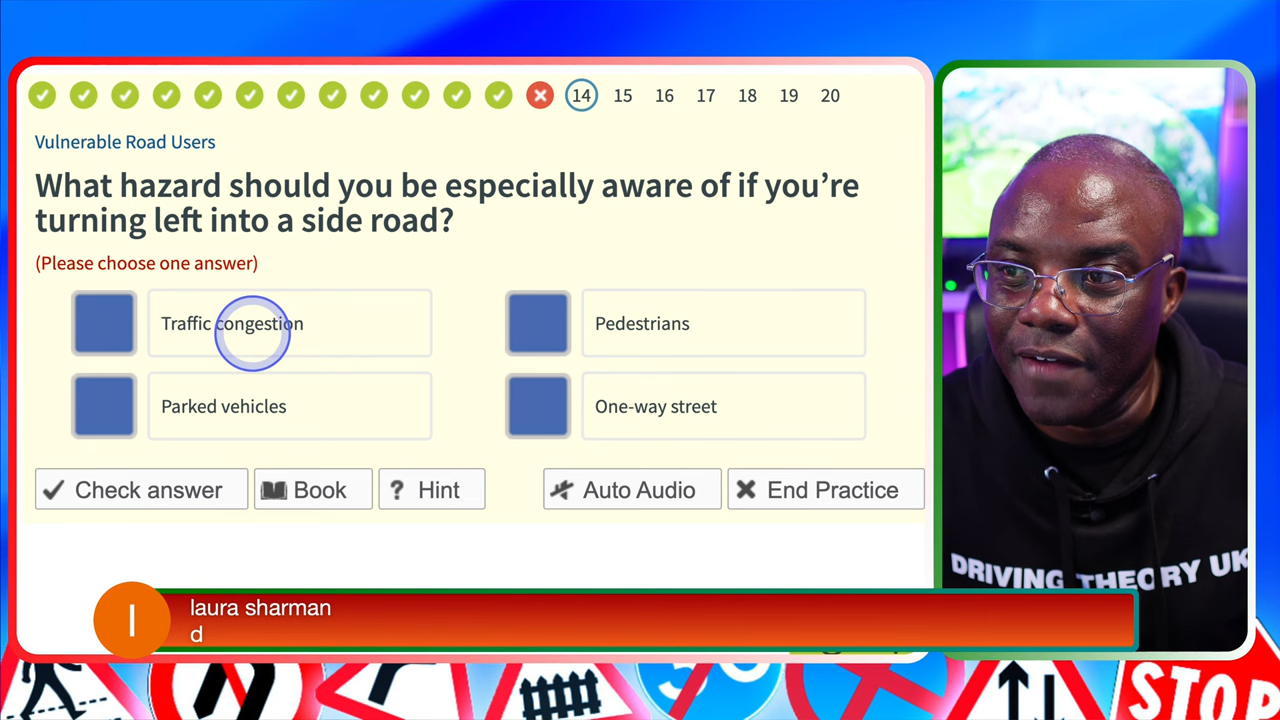 14 15 16 17 18 19 20
Vulnerable Road Users
What hazard should you be especially aware of if you’re
turning left into a side road?
(Please choose one answer)
Traffic congestion
Pedestrians
Parked vehicles
One-way street
Check answer
Book
? Hint
Auto Audio
End Practice
DRIVING THEORY UK
l
laura sharman
d
STOP